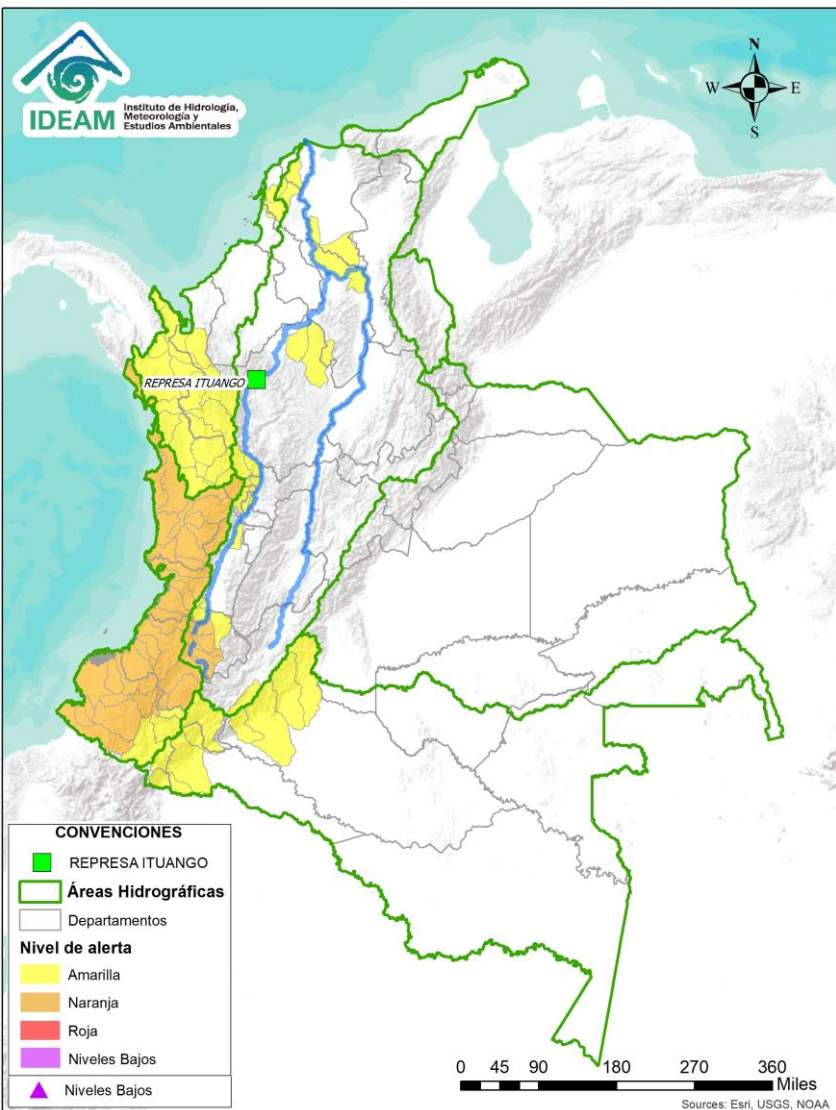 IDEAM
Instituto de Hidrología,
Meteorología y
Estudios Ambientales
N
W
E
S
REPRESA ITUANGO
CONVENCIONES
REPRESA ITUANGO
Áreas Hidrográficas
Departamentos
Nivel de alerta
Amarilla
Naranja
Roja
Niveles Bajos
Niveles Bajos
0 45 90 180 270 360
Miles
Sources: Esri, USGS, NOAA